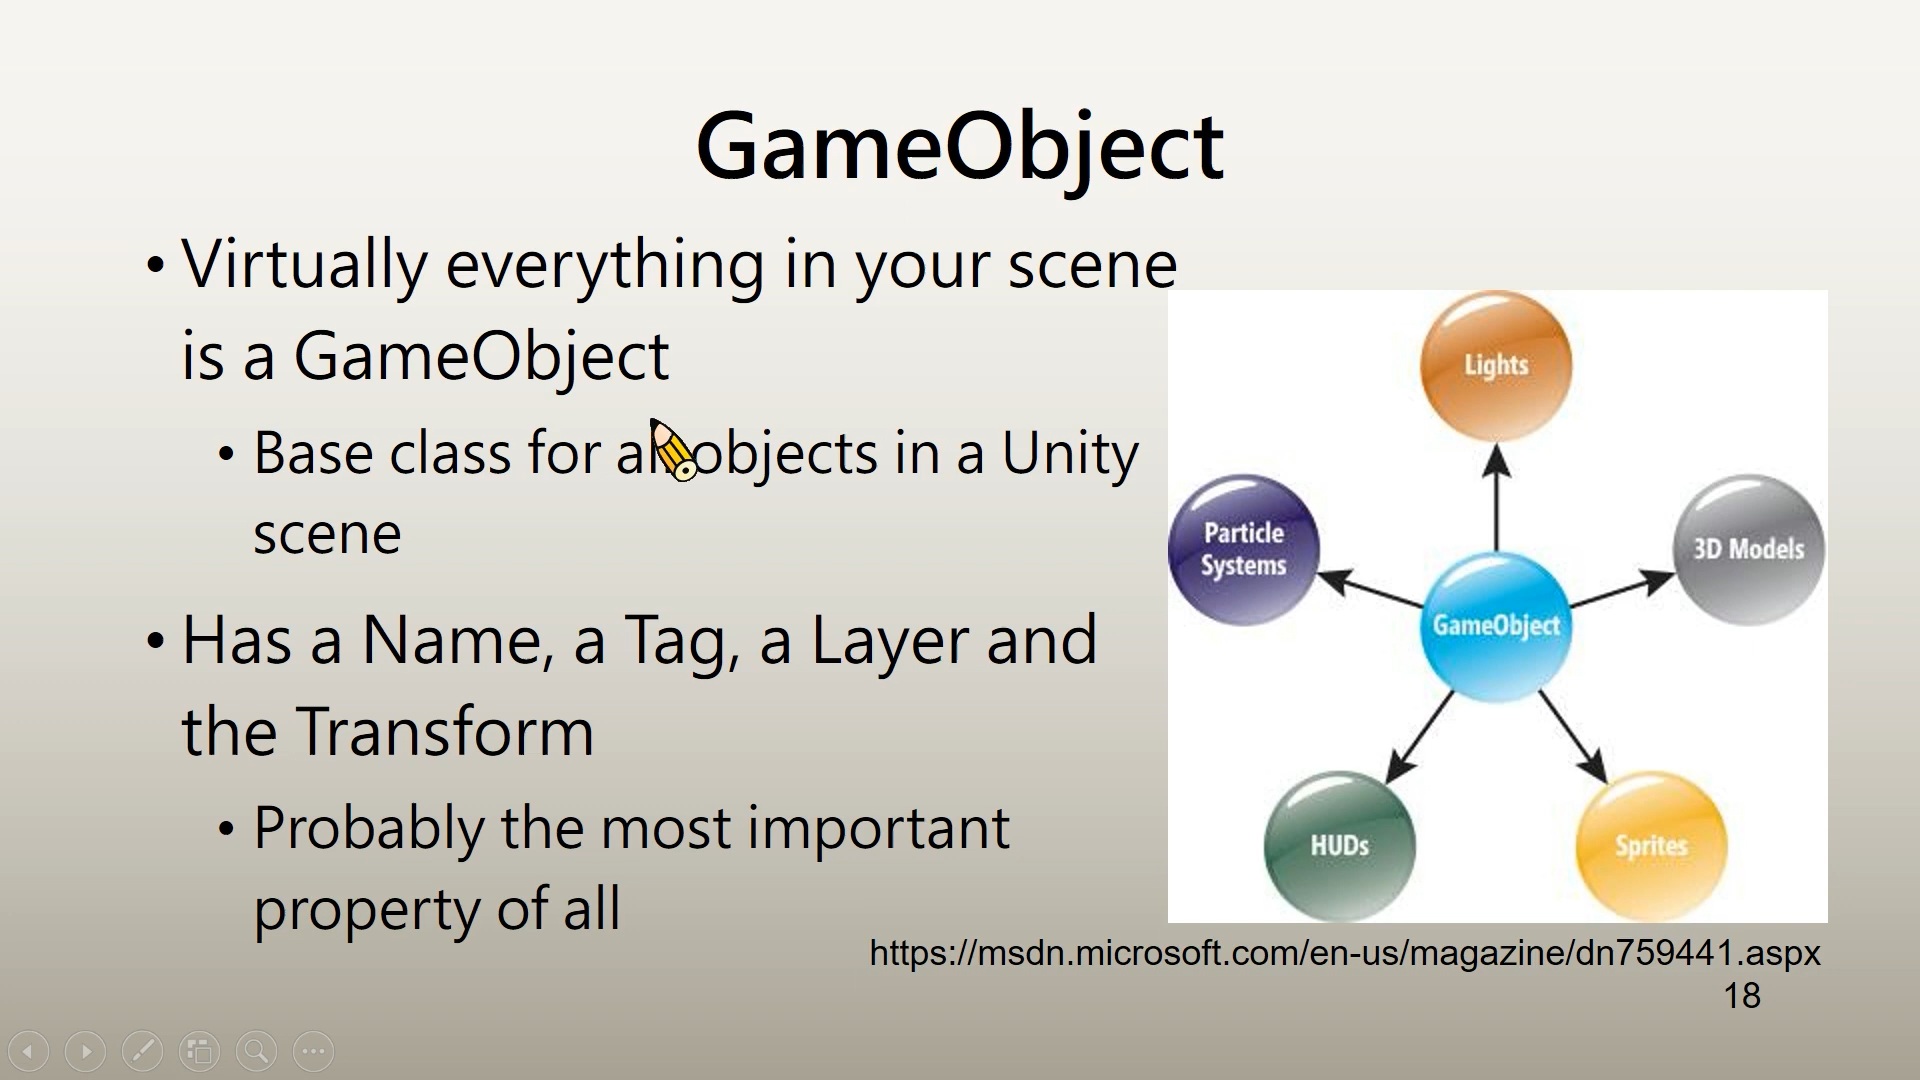 GameObject
• Virtually everything in your scene
is a GameObject
• Base class for all objects in a Unity
scene
• Has a Name, a Tag, a Layer and
the Transform
• Probably the most important
property of all
Lights
Particle
Systems
3D Models
GameObject
HUDs
Sprites
https://msdn.microsoft.com/en-us/magazine/dn759441.aspx
18